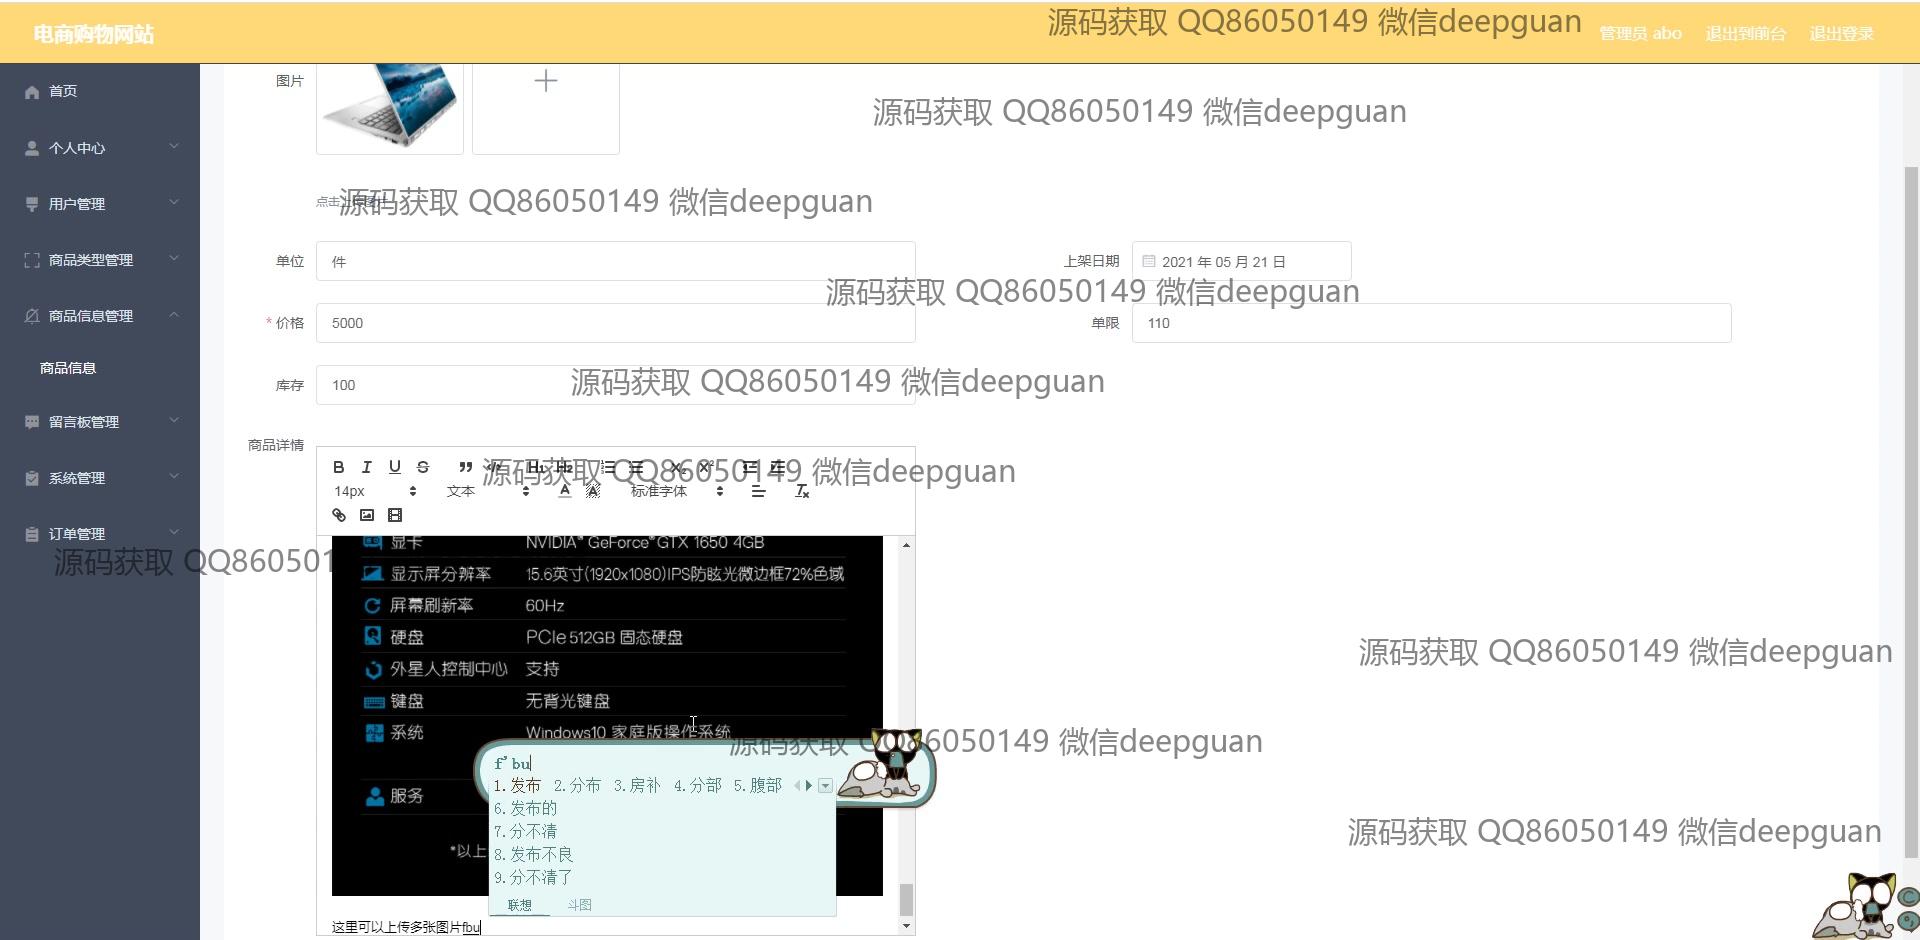 电商购物网站
源码获取 QQ86050149 微信deepguan
管理员 abo 退出到前台 退出登录
首页
图片
源码获取 QQ86050149 微信deepguan
个人中心
用户管理
点击上传图片
源码获取 QQ86050149 微信deepguan
商品类型管理
单位 件 上架日期 2021 年 05 月 21 日
源码获取 QQ86050149 微信deepguan
商品信息管理
* 价格 5000 单限 110
商品信息
库存 100
源码获取 QQ86050149 微信deepguan
留言板管理
商品详情
B I U S H1 H2 X2 X2
源码获取 QQ86050149 微信deepguan
系统管理
14px 文本 A A 标准字体
订单管理
显卡 NVIDIA® GeForce®GTX 1650 4GB
源码获取 QQ860501
显示屏分辨率 15.6英寸(1920x1080)IPS防眩光微边框72%色域
屏幕刷新率 60Hz
硬盘 PCIe 512GB 固态硬盘
源码获取 QQ86050149 微信deepguan
外星人控制中心 支持
键盘 无背光键盘
系统 Windows10 家庭版操作系统
源码获取 QQ86050149 微信deepguan
f'bu
1.发布 2.分布 3.房补 4.分部 5.腹部
服务
6.发布的
7.分不清
源码获取 QQ86050149 微信deepguan
*以上
8.发布不良
9.分不清了
联想 斗图
这里可以上传多张图片fbu